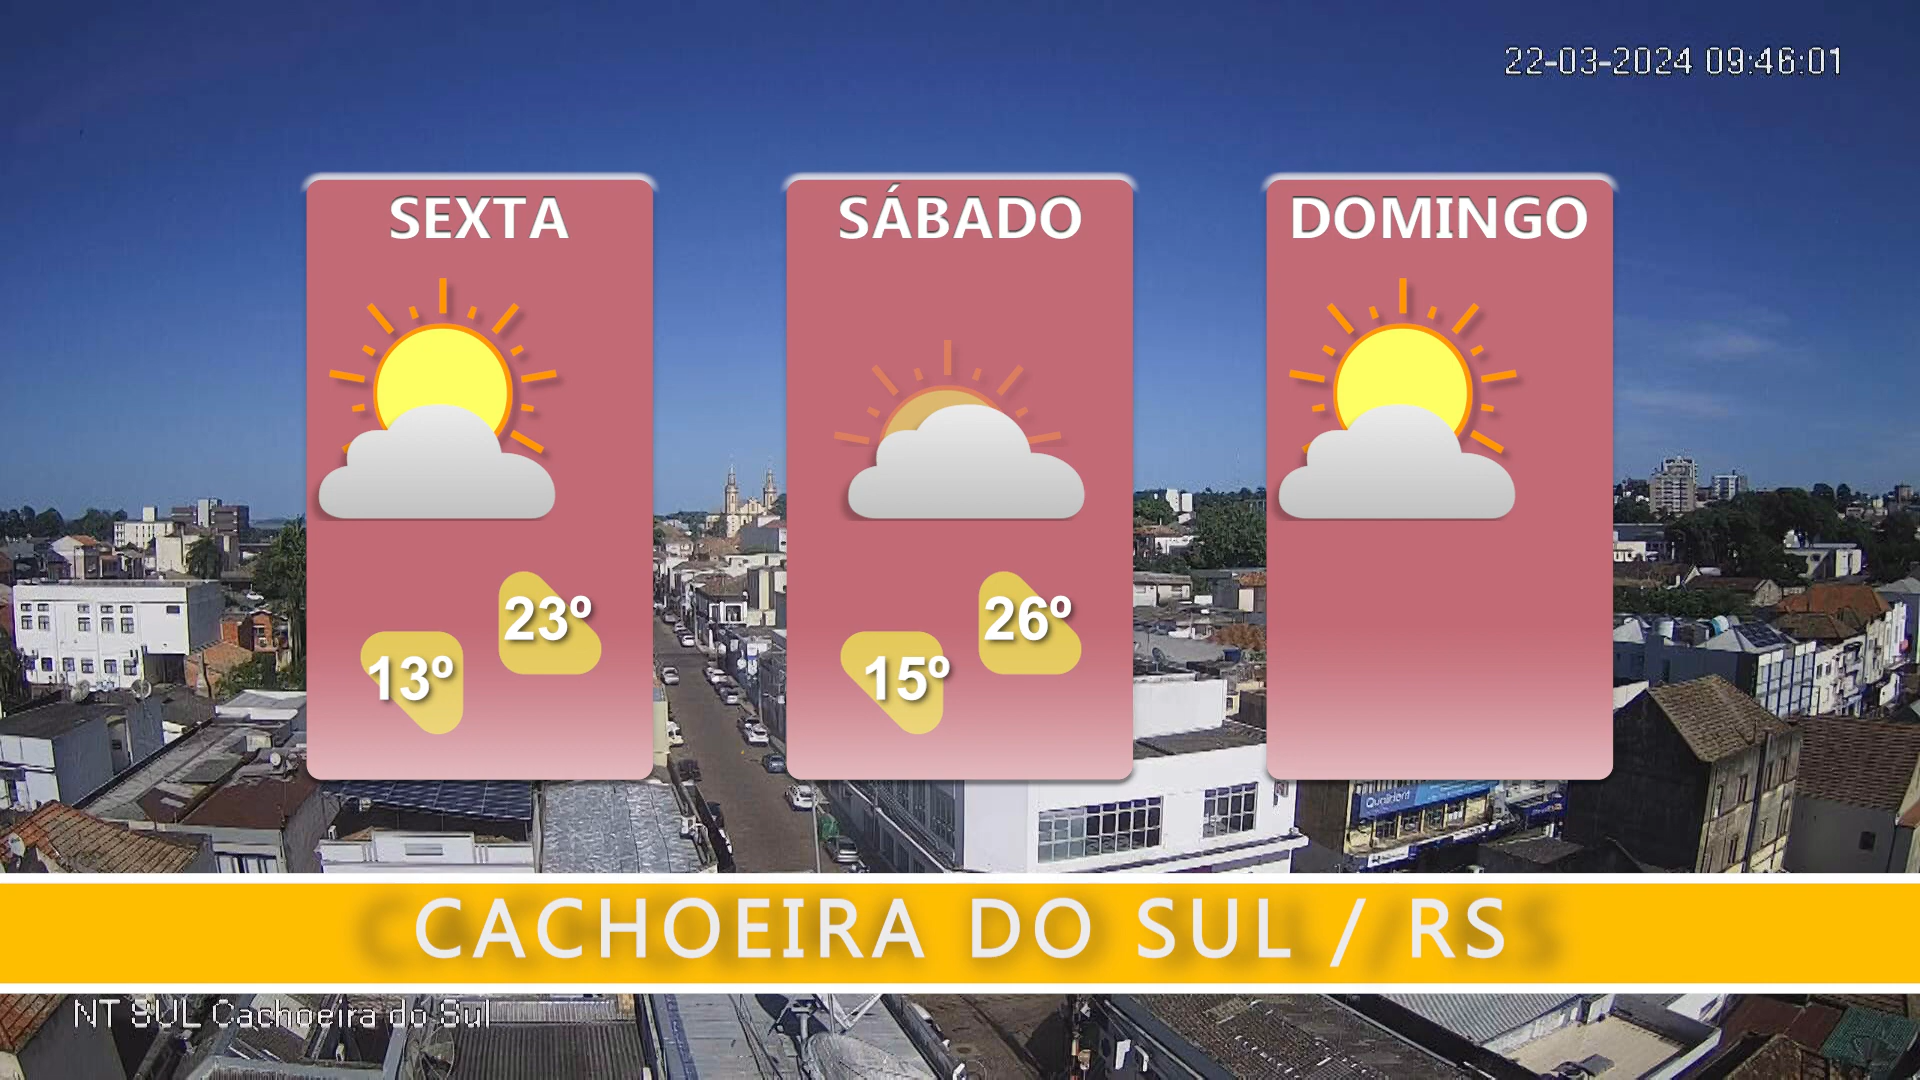 22-03-2024 09:46:01
SEXTA
SÁBADO
DOMINGO
23º
13º
26º
15º
Qualident
CACHOEIRA DO SUL / RS
NT SUL Cachoeira do Sul